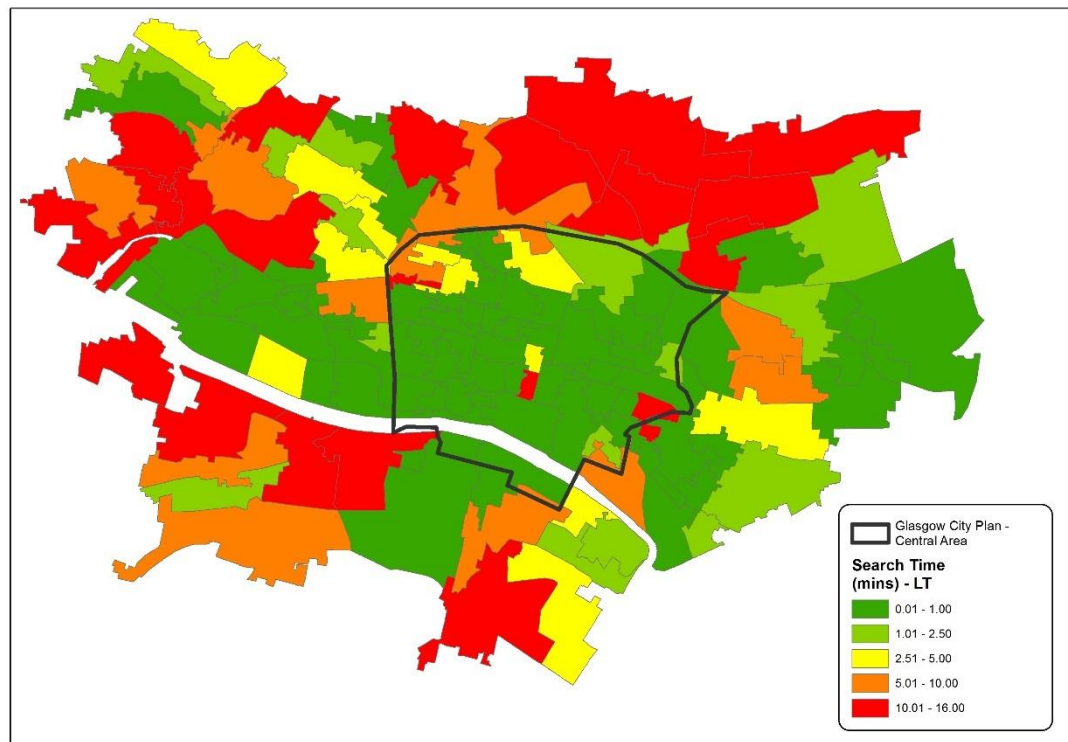 Glasgow City Plan -
Central Area
Search Time
(mins) - LT
0.01 - 1.00
1.01 - 2.50
2.51 - 5.00
5.01 - 10.00
10.01 - 16.00